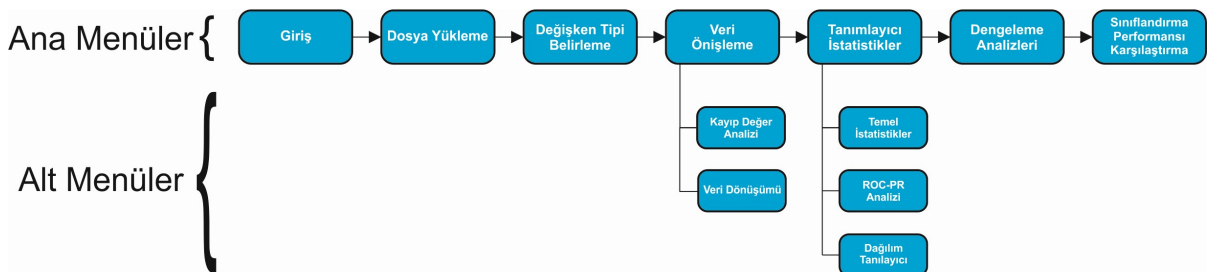 Ana Menüler {
Giriş
Dosya Yükleme
Değişken Tipi
Belirleme
Veri
Önişleme
Tanımlayıcı
İstatistikler
Dengeleme
Analizleri
Sınıflandırma
Performansı
Karşılaştırma
Alt Menüler {
Kayıp Değer
Analizi
Veri Dönüşümü
Temel
İstatistikler
ROC-PR
Analizi
Dağılım
Tanılayıcı